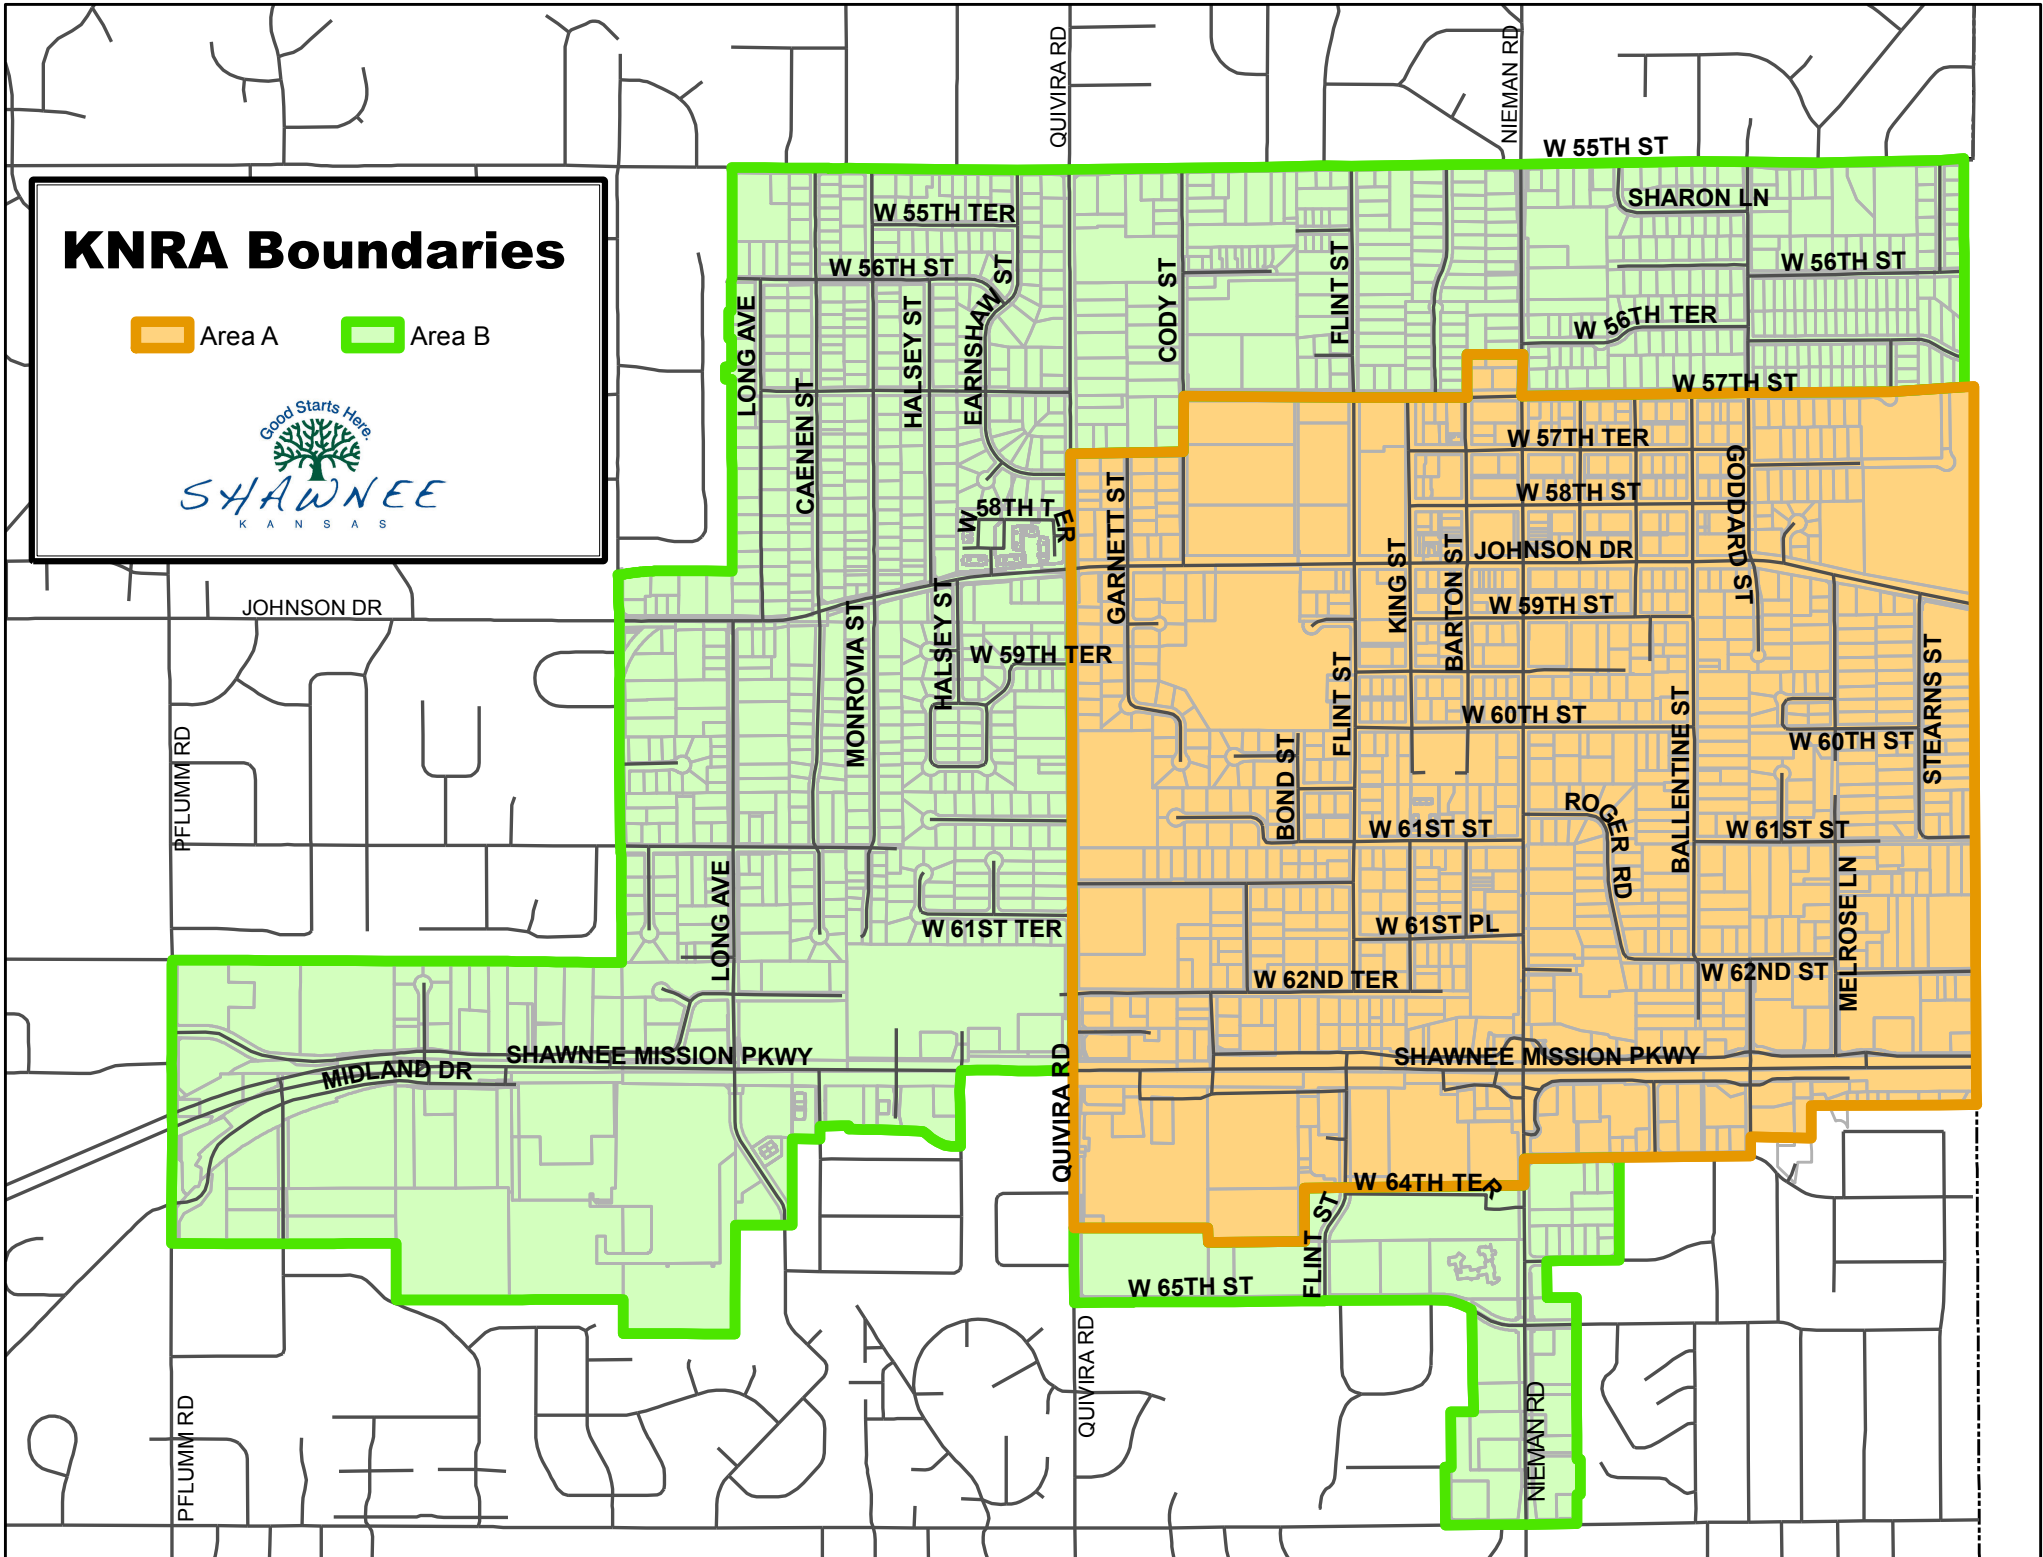 QUIVIRA RD
NIEMAN RD
W 55TH ST
KNRA Boundaries
Area A
Area B
Good Starts Here.
SHAWNEE
KANSAS
W 55TH TER
SHARON LN
W 56TH ST
W 56TH ST
W 56TH TER
LONG AVE
CAENEN ST
HALSEY ST
EARNSHAW ST
CODY ST
FLINT ST
W 57TH ST
W 57TH TER
W 58TH ST
W 58TH TER
GARNETT ST
GODDARD ST
JOHNSON DR
JOHNSON DR
KING ST
BARTON ST
W 59TH ST
MONROVIA ST
HALSEY ST
W 59TH TER
FLINT ST
STEARNS ST
W 60TH ST
W 60TH ST
PFLUMM RD
BOND ST
BALLENTINE ST
ROGER RD
W 61ST ST
W 61ST ST
LONG AVE
W 61ST TER
W 61ST PL
MELROSE LN
W 62ND TER
W 62ND ST
SHAWNEE MISSION PKWY
SHAWNEE MISSION PKWY
MIDLAND DR
QUIVIRA RD
W 64TH TER
FLINT ST
W 65TH ST
QUIVIRA RD
PFLUMM RD
NIEMAN RD